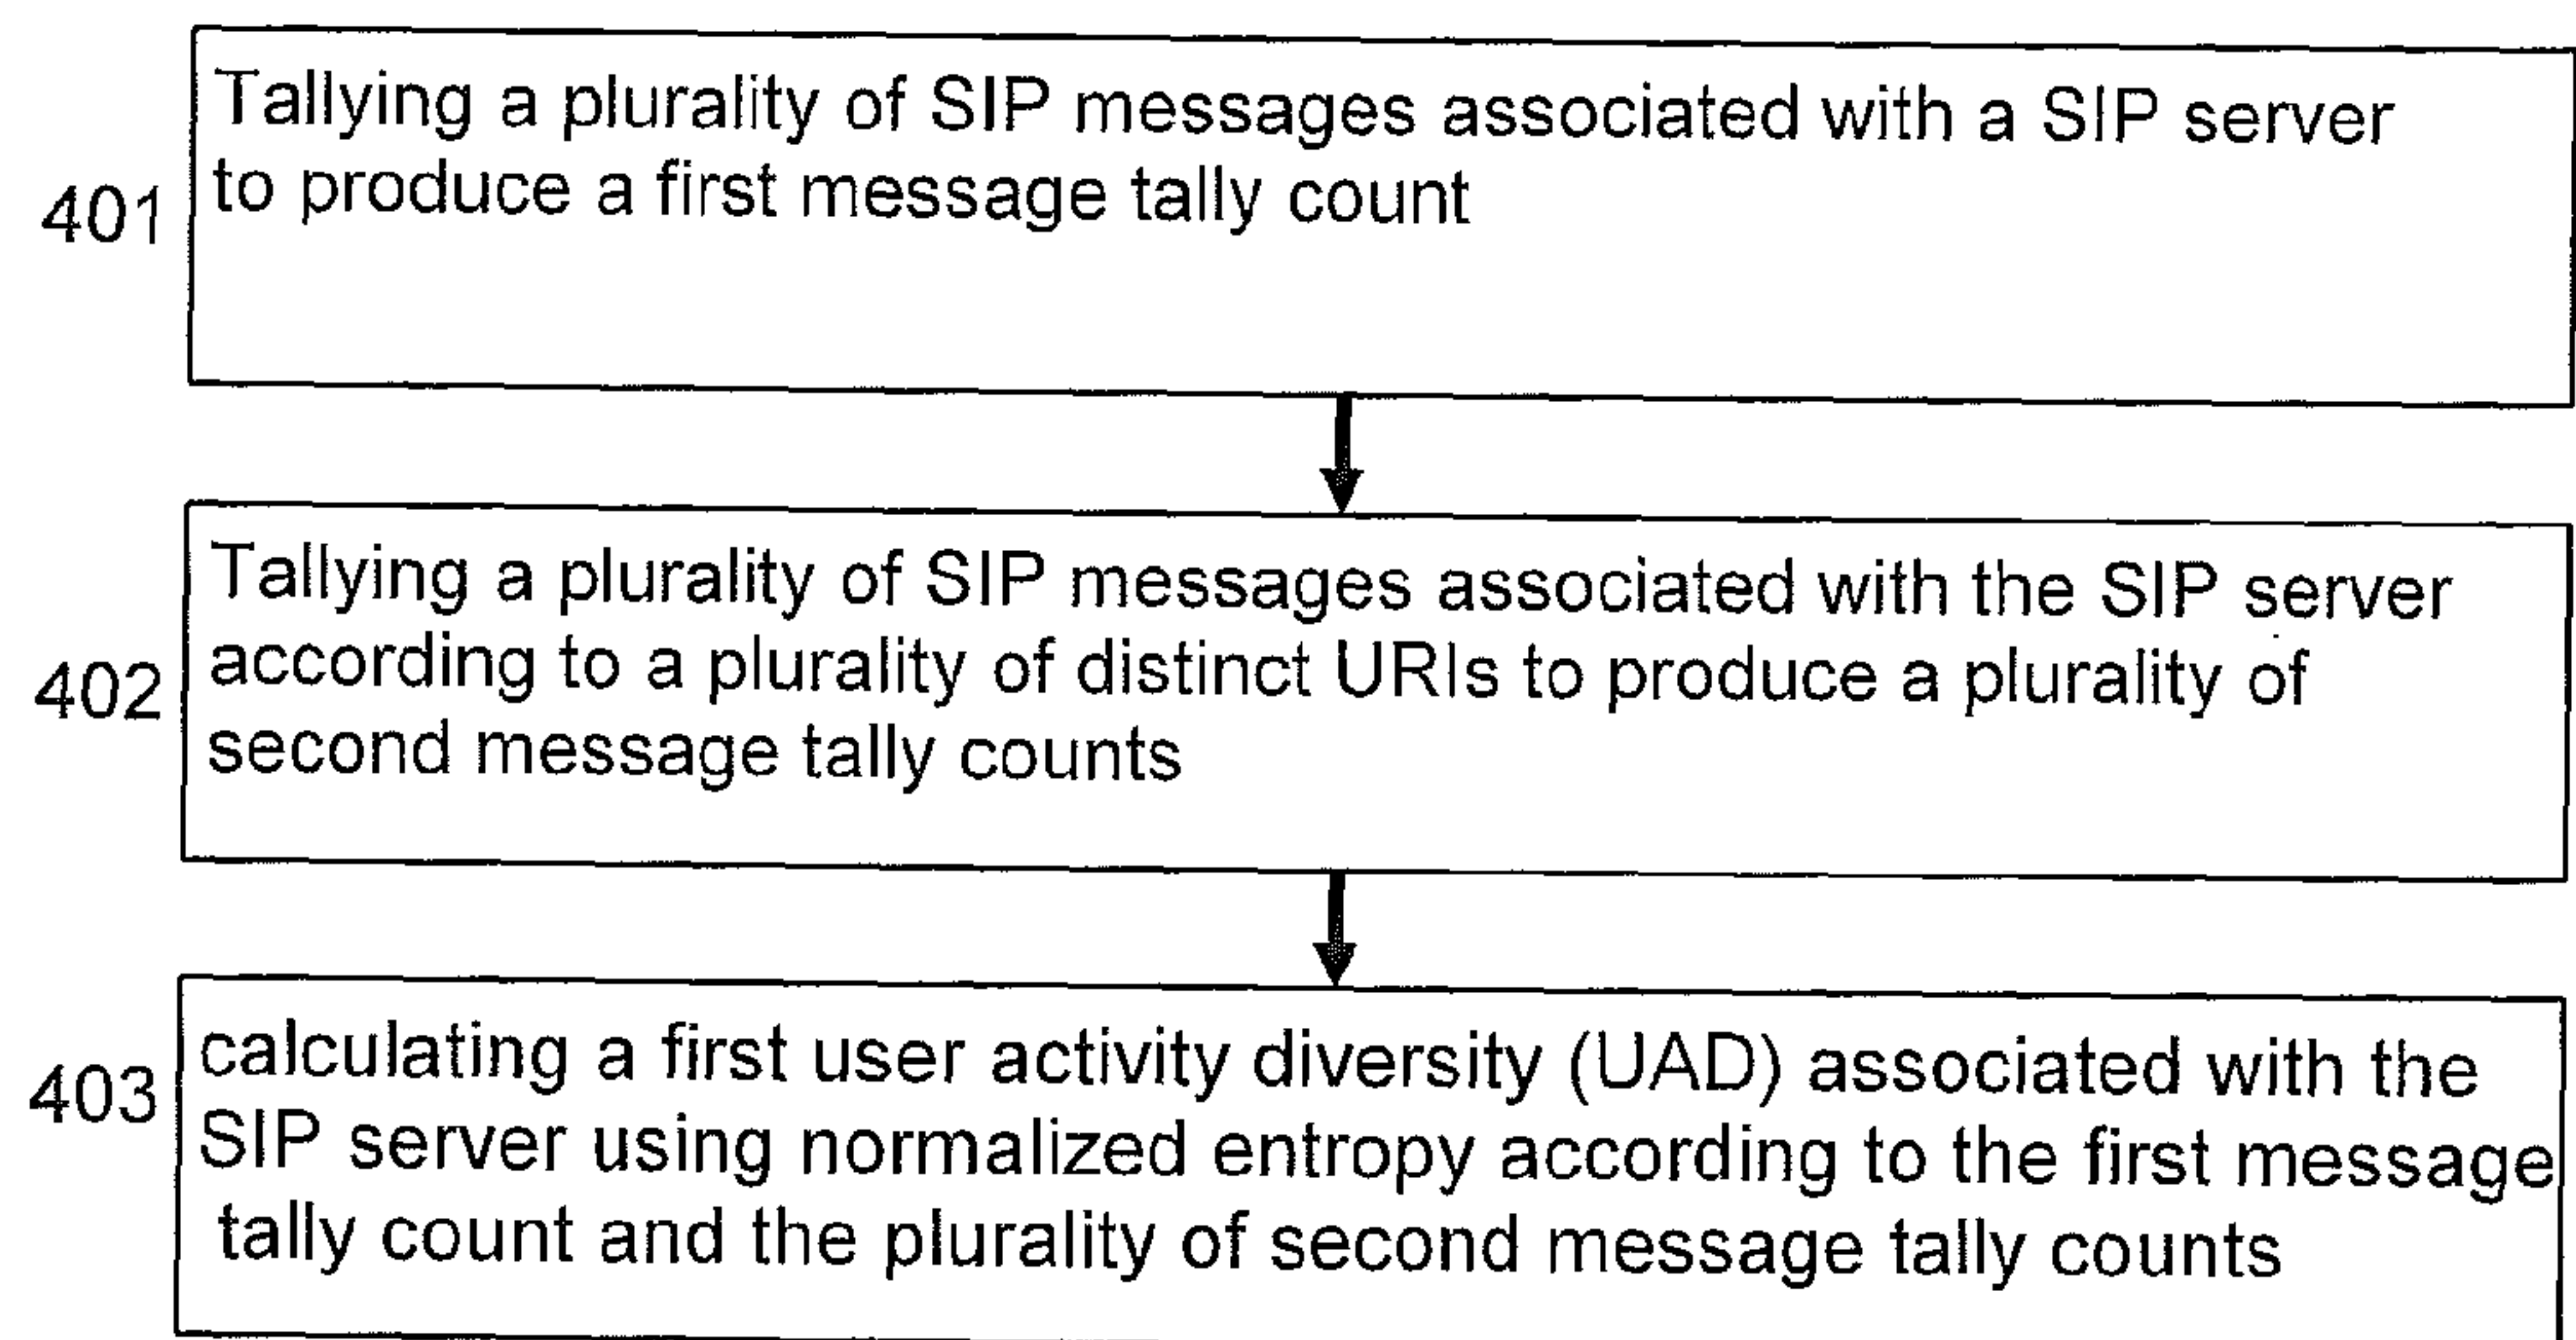 Tallying a plurality of SIP messages associated with a SIP server
to produce a first message tally count
401
Tallying a plurality of SIP messages associated with the SIP server
according to a plurality of distinct URIs to produce a plurality of
second message tally counts
402
calculating a first user activity diversity (UAD) associated with the
SIP server using normalized entropy according to the first message
tally count and the plurality of second message tally counts
403